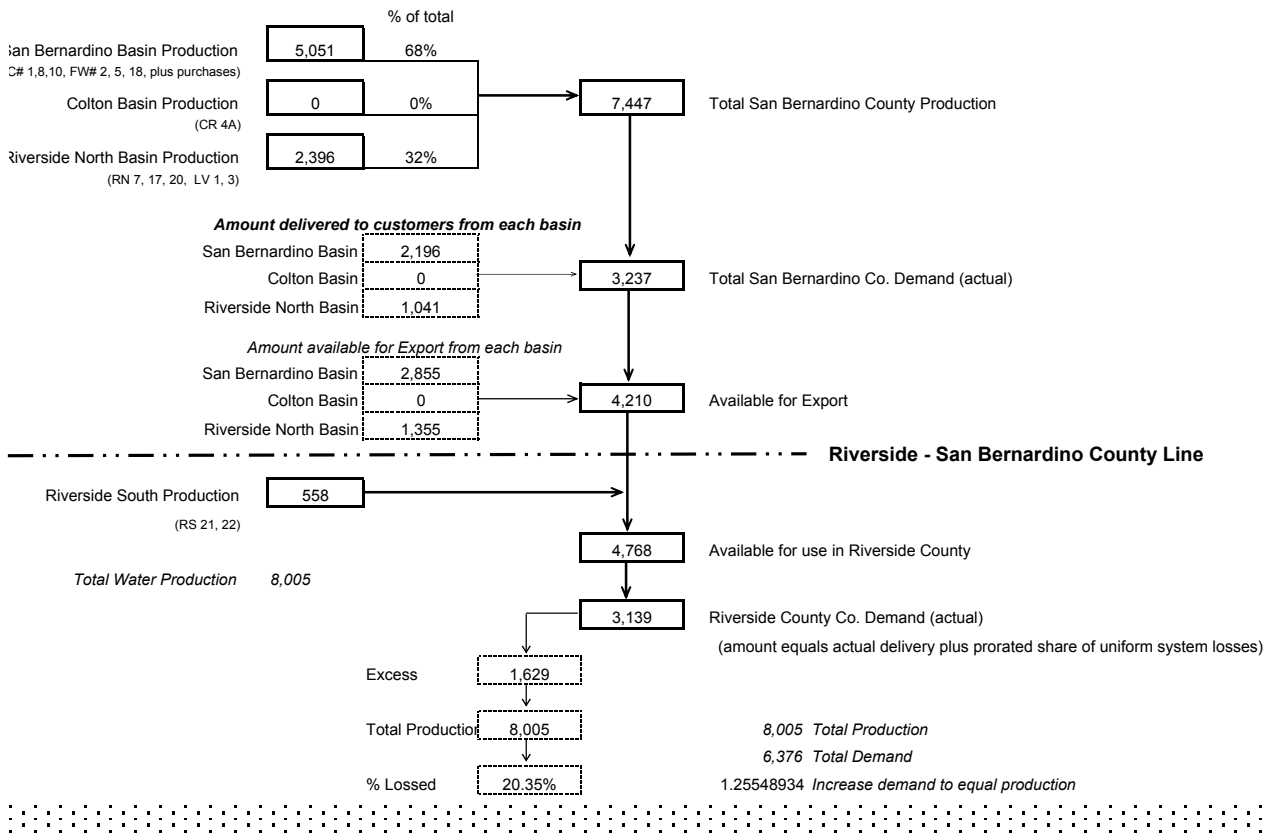 % of total
San Bernardino Basin Production 5,051 68%
C# 1,8,10, FW# 2, 5, 18, plus purchases)
Colton Basin Production 0 0% 7,447 Total San Bernardino County Production
(CR 4A)
Riverside North Basin Production 2,396 32%
(RN 7, 17, 20, LV 1, 3)
Amount delivered to customers from each basin
San Bernardino Basin 2,196
Colton Basin 0 3,237 Total San Bernardino Co. Demand (actual)
Riverside North Basin 1,041
Amount available for Export from each basin
San Bernardino Basin 2,855
Colton Basin 0 4,210 Available for Export
Riverside North Basin 1,355
Riverside - San Bernardino County Line
Riverside South Production 558
(RS 21, 22)
4,768 Available for use in Riverside County
Total Water Production 8,005
3,139 Riverside County Co. Demand (actual)
(amount equals actual delivery plus prorated share of uniform system losses)
Excess 1,629
Total Production 8,005 8,005 Total Production
6,376 Total Demand
% Lossed 20.35% 1.25548934 Increase demand to equal production